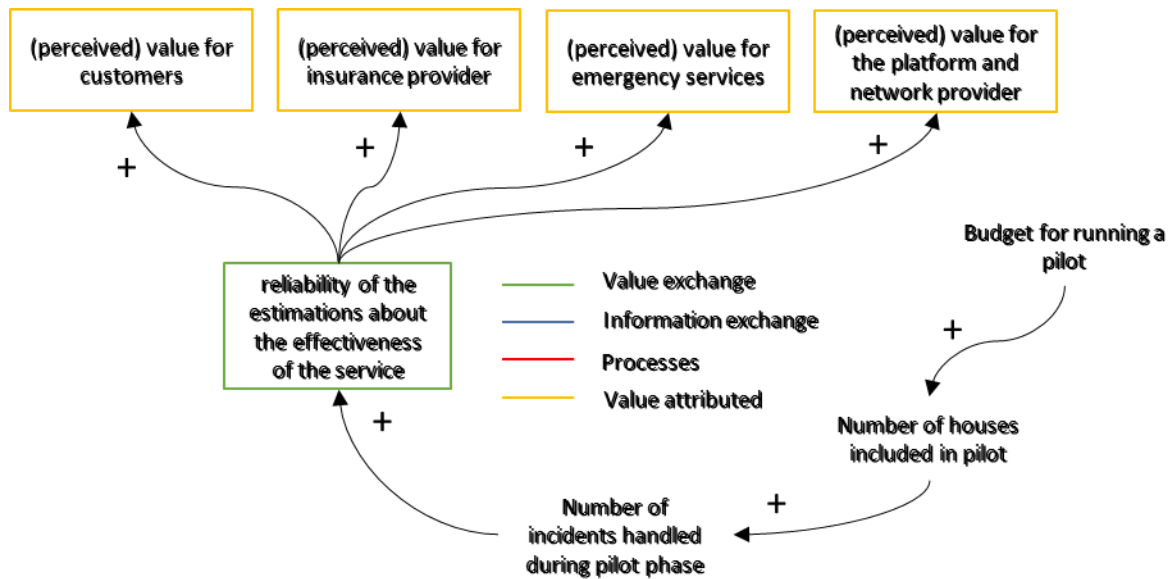 (perceived) value for
customers
(perceived) value for
insurance provider
(perceived) value for
emergency services
(perceived) value for
the platform and
network provider
+
+
+
+
Budget for running a
pilot
reliability of the
estimations about
the effectiveness
of the service
Value exchange
Information exchange
Processes
Value attributed
+
+
Number of houses
included in pilot
+
Number of
incidents handled
during pilot phase